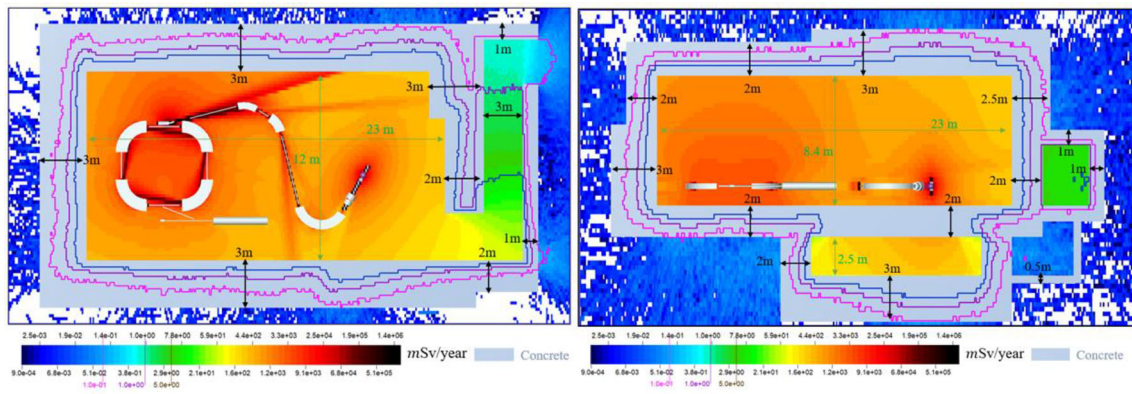 1m
3m
3m
3m
23 m
12 m
2m
3m
1m
3m
2m
2m
2m
3m
2.5m
23 m
8.4 m
1m
1m
3m
2m
2m
2m
2m
2.5 m
3m
0.5m
2.5e-03 1.9e-02 1.4e-01 1.0e+00 7.8e+00 5.9e+01 4.4e+02 3.3e+03 2.5e+04 1.9e+05 1.4e+06
mSv/year Concrete
9.0e-04 6.8e-03 5.1e-02 3.8e-01 2.9e+00 2.1e+01 1.6e+02 1.2e+03 9.1e+03 6.8e+04 5.1e+05
1.0e-01 1.0e+00 5.0e+00
2.5e-03 1.9e-02 1.4e-01 1.0e+00 7.8e+00 5.9e+01 4.4e+02 3.3e+03 2.5e+04 1.9e+05 1.4e+06
mSv/year Concrete
9.0e-04 6.8e-03 5.1e-02 3.8e-01 2.9e+00 2.1e+01 1.6e+02 1.2e+03 9.1e+03 6.8e+04 5.1e+05
1.0e-01 1.0e+00 5.0e+00